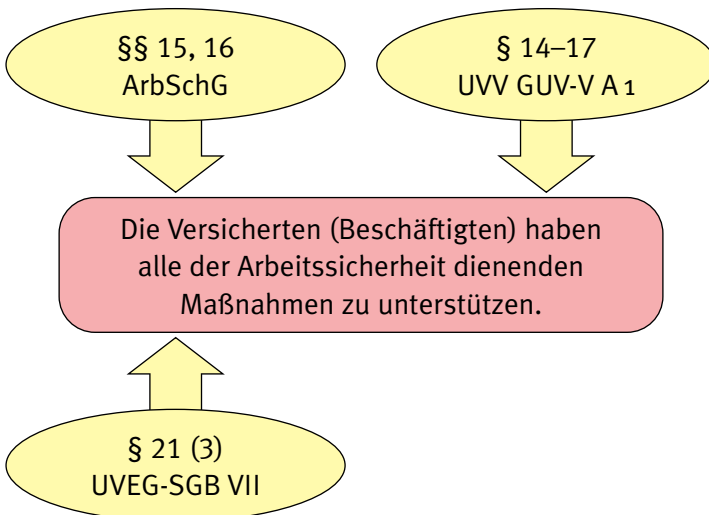 §§ 15, 16
ArbSchG
§ 14–17
UVV GUV-V A 1
Die Versicherten (Beschäftigten) haben
alle der Arbeitssicherheit dienenden
Maßnahmen zu unterstützen.
§ 21 (3)
UVEG-SGB VII